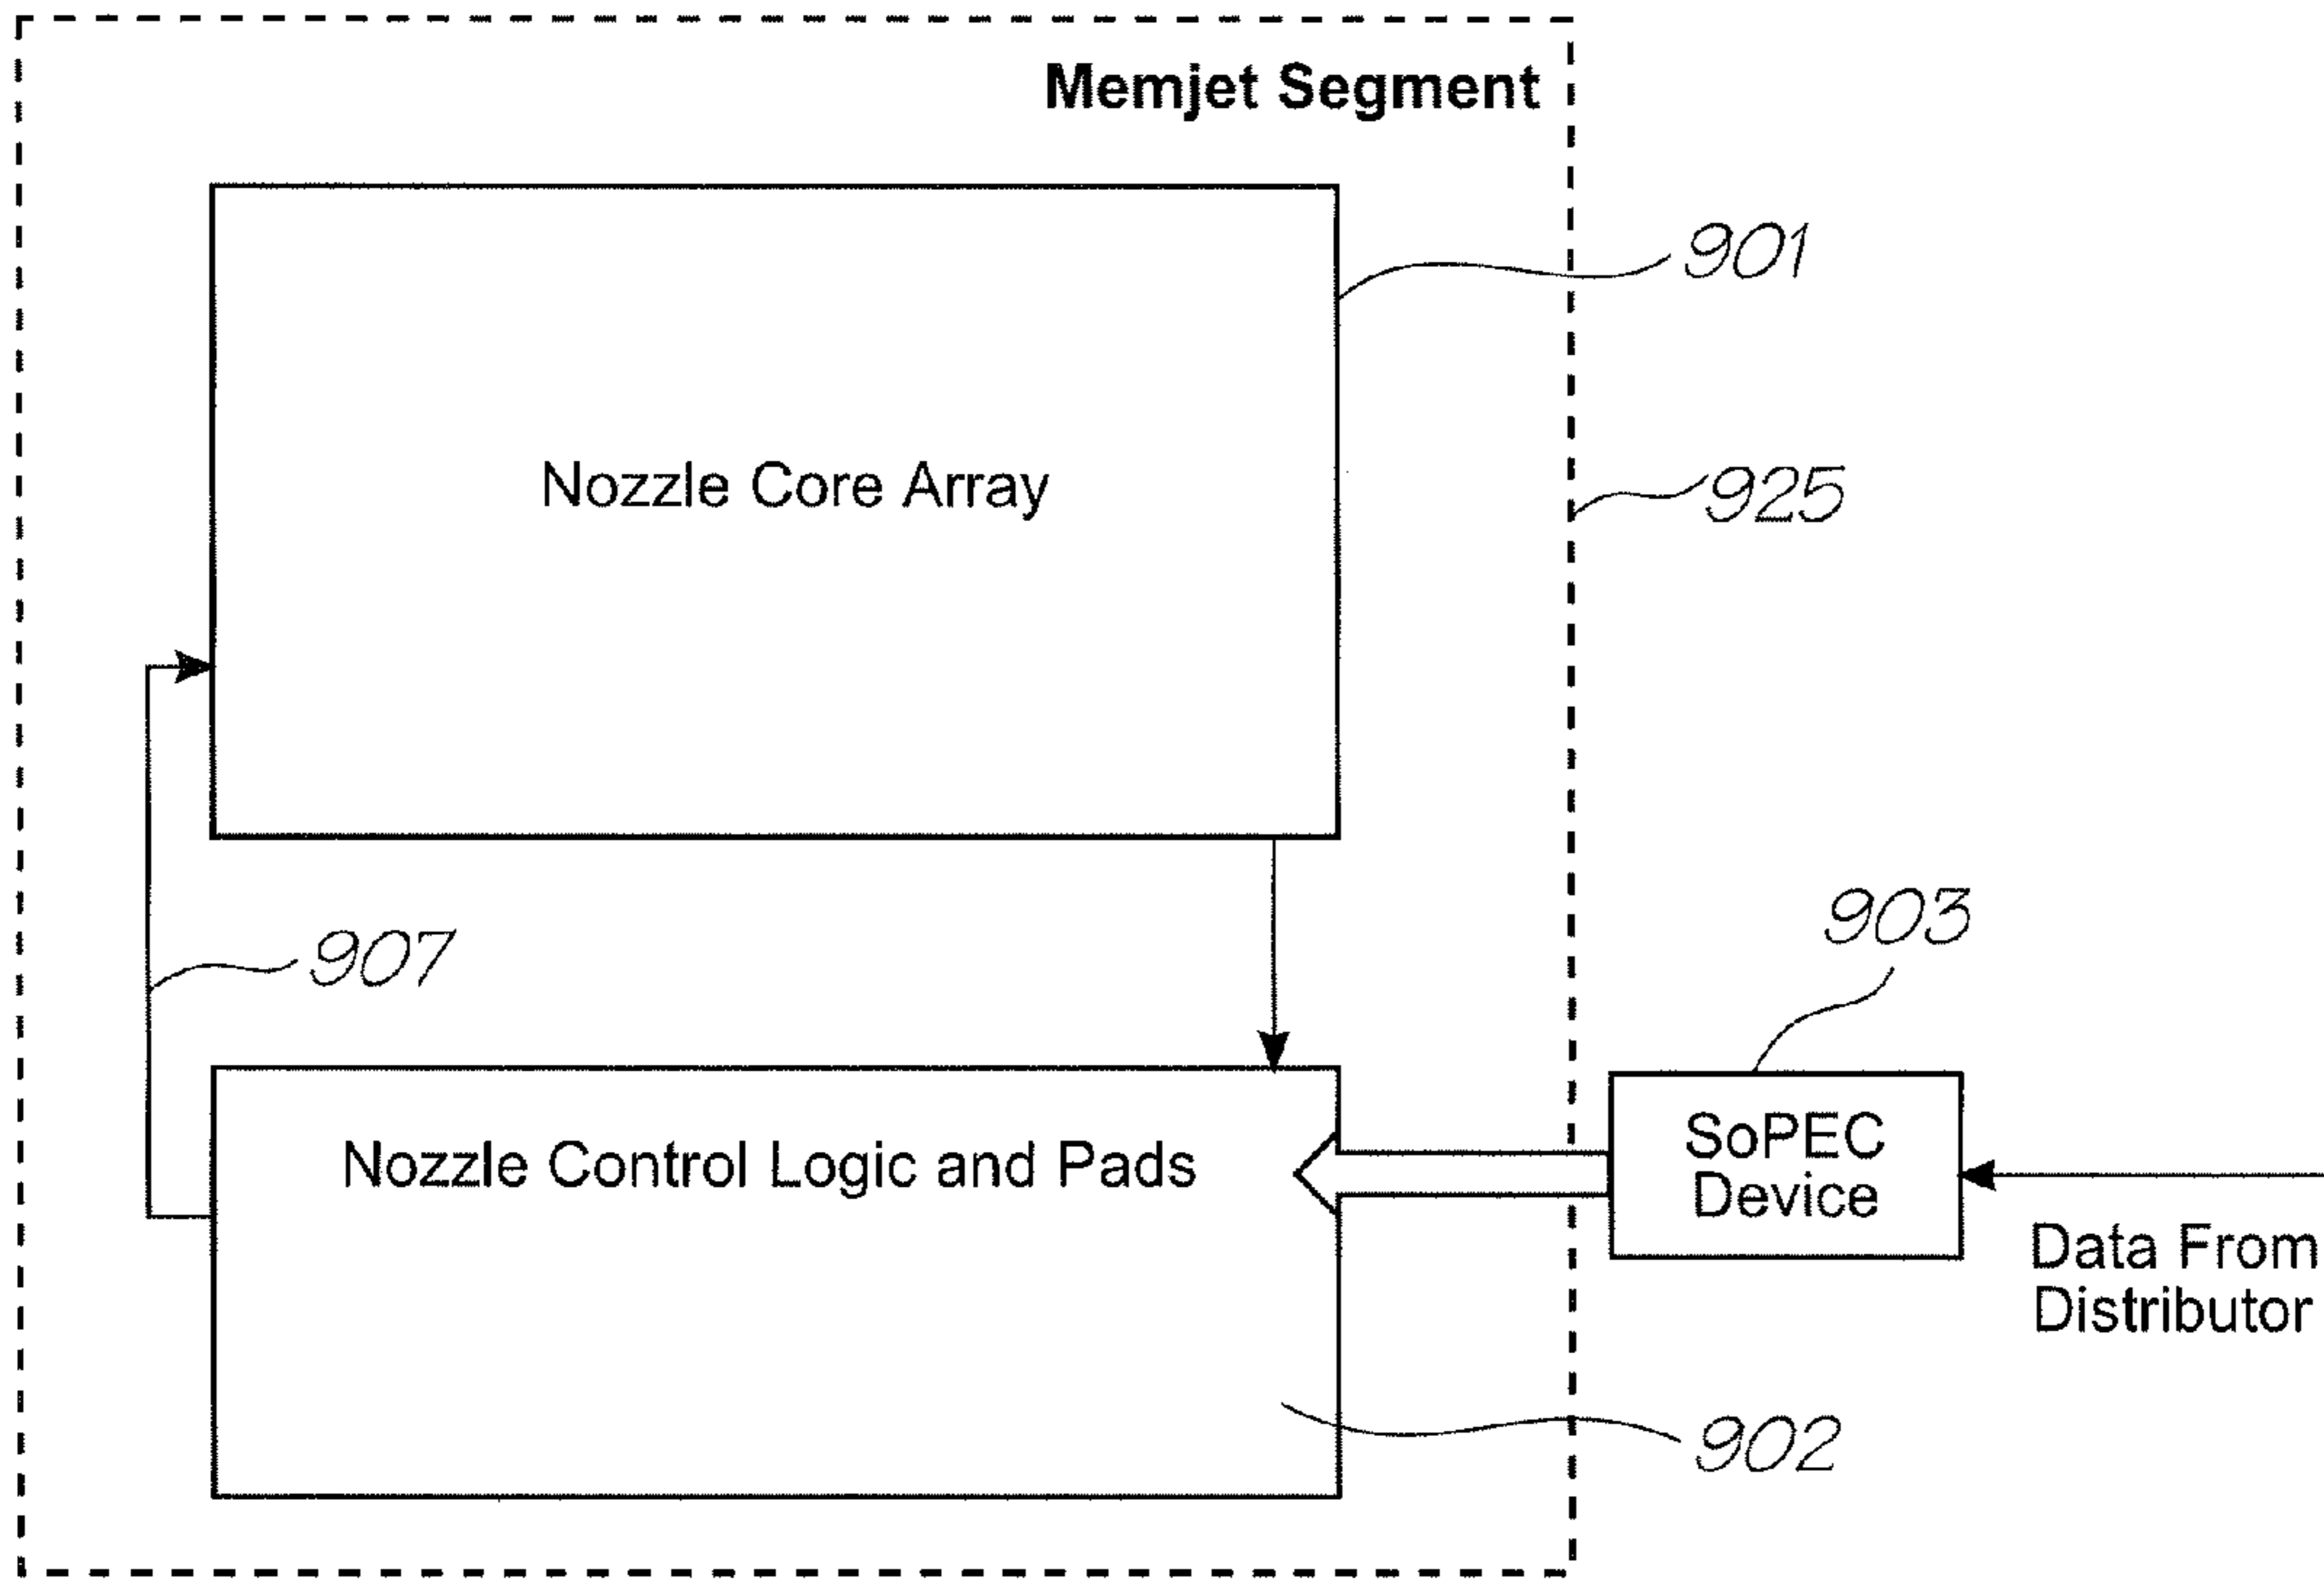 Memjet Segment
901
Nozzle Core Array
925
903
907
SoPEC
Device
Nozzle Control Logic and Pads
Data From
Distributor
902